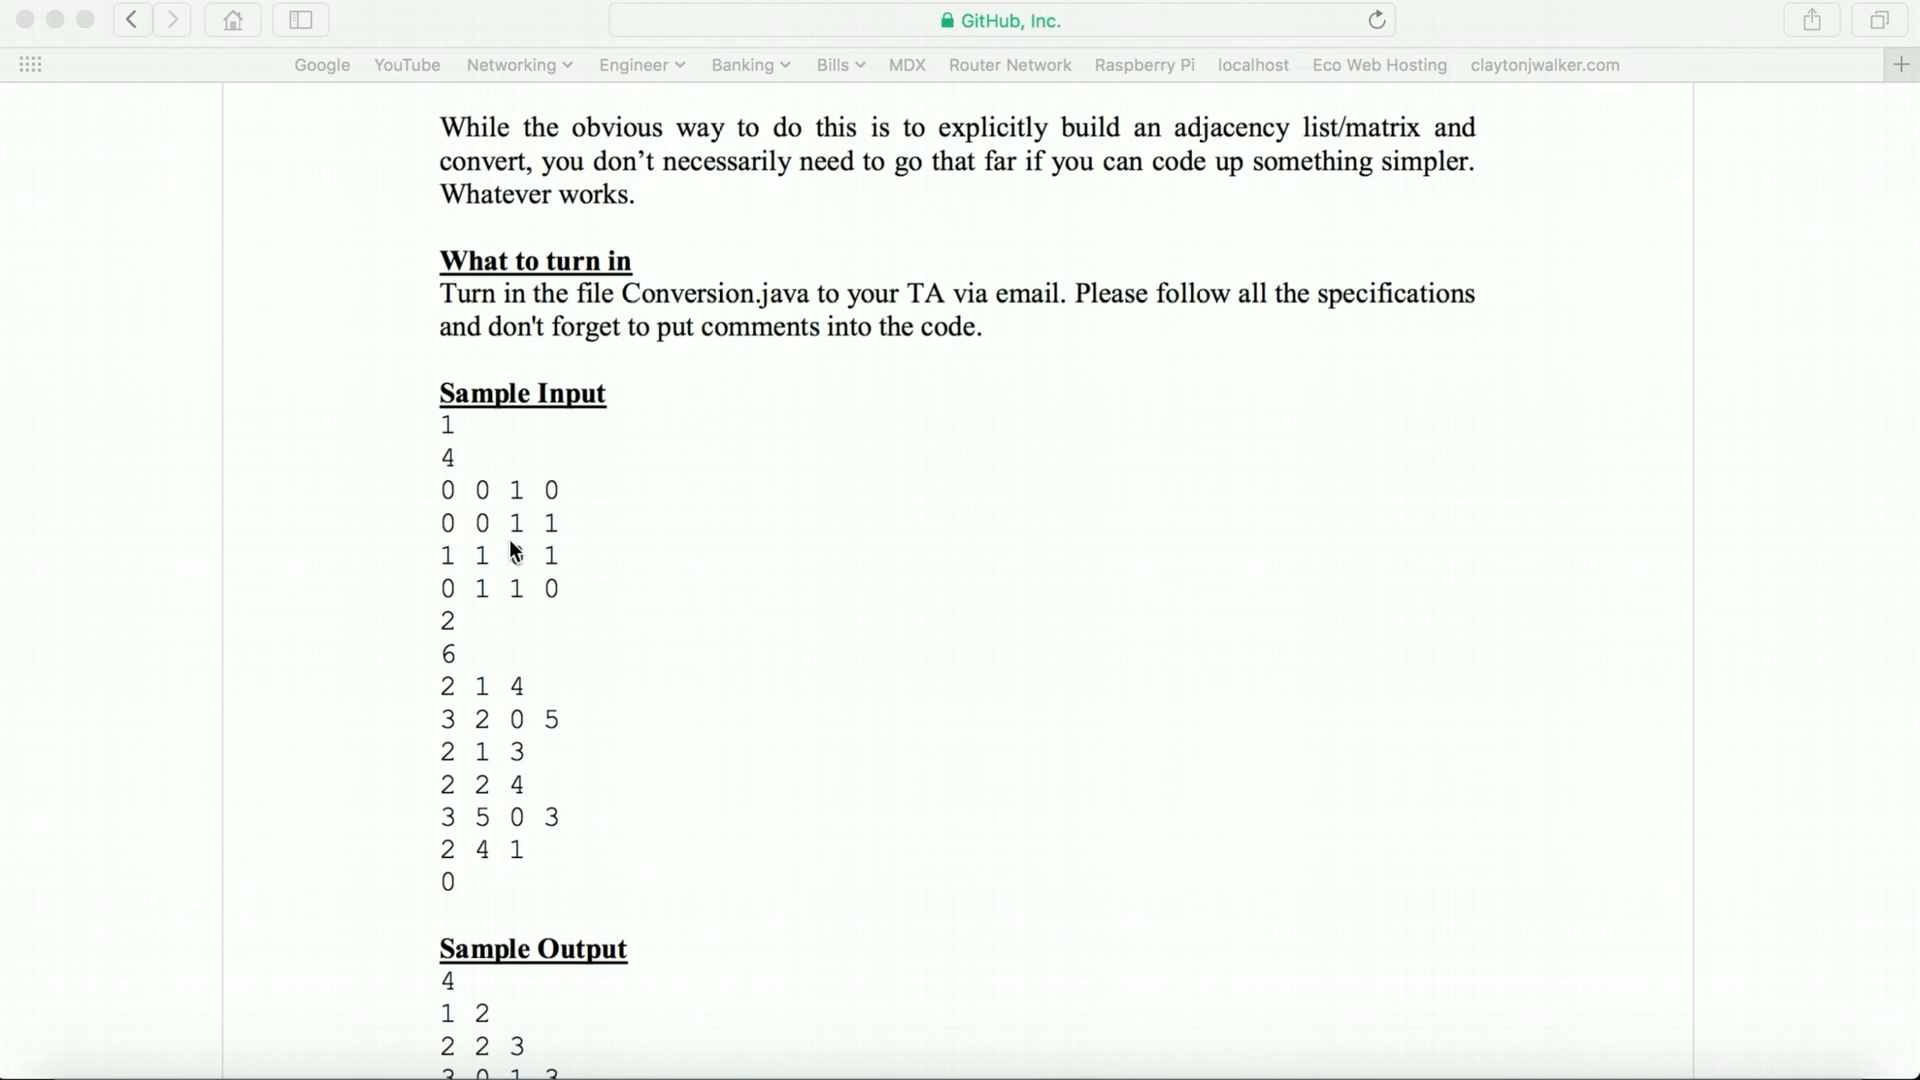 GitHub, Inc.
Google YouTube Networking Engineer Banking Bills MDX Router Network Raspberry Pi localhost Eco Web Hosting claytonjwalker.com
While the obvious way to do this is to explicitly build an adjacency list/matrix and
convert, you don’t necessarily need to go that far if you can code up something simpler.
Whatever works.
What to turn in
Turn in the file Conversion.java to your TA via email. Please follow all the specifications
and don't forget to put comments into the code.
Sample Input
1
4
0 0 1 0
0 0 1 1
1 1 1
0 1 1 0
2
6
2 1 4
3 2 0 5
2 1 3
2 2 4
3 5 0 3
2 4 1
0
Sample Output
4
1 2
2 2 3
3 0 1 3